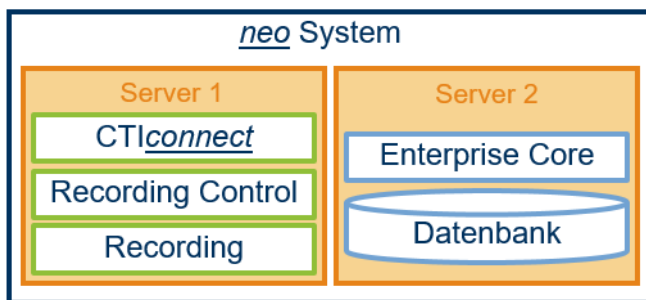 neo System
Server 1
CTIconnect
Recording Control
Recording
Server 2
Enterprise Core
Datenbank